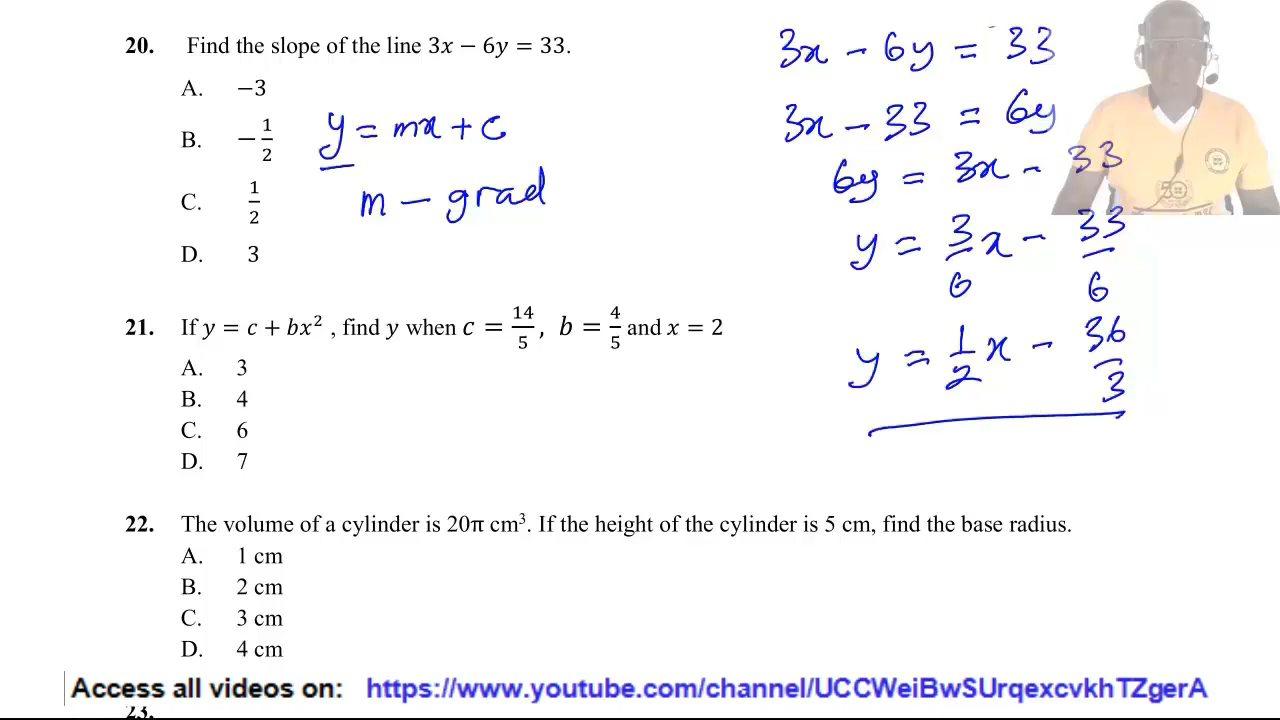 20. Find the slope of the line 3x − 6y = 33.
A. −3
B. −1/2
C. 1/2
D. 3
y = mx + c
m − grad
3x − 6y = 33
3x − 33 = 6y
6y = 3x − 33
y = 3/6 x − 33/6
y = 1/2 x − 36/3
21. If y = c + bx², find y when c = 14/5, b = 4/5 and x = 2
A. 3
B. 4
C. 6
D. 7
22. The volume of a cylinder is 20π cm³. If the height of the cylinder is 5 cm, find the base radius.
A. 1 cm
B. 2 cm
C. 3 cm
D. 4 cm
Access all videos on: https://www.youtube.com/channel/UCCWeiBwSUrqexcvkhTZgerA
23.